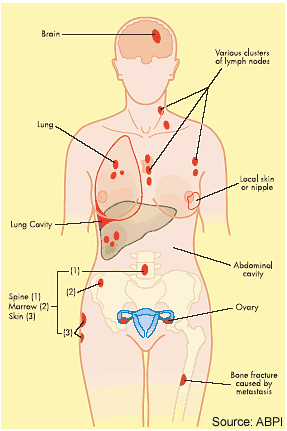 Brain
Various clusters
of lymph nodes
Lung
Local skin
or nipple
Lung Cavity
Abdominal
cavity
(1)
(2)
Spine (1)
Marrow (2)
Skin (3)
(3)
Ovary
Bone fracture
caused by
metastasis
Source: ABPI